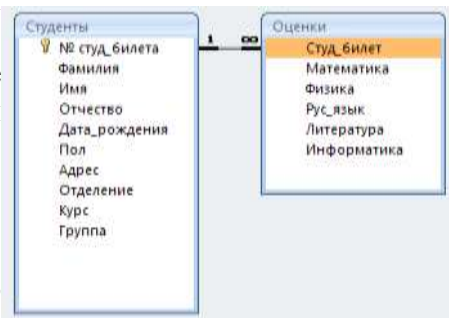 Студенты
№ студ_билета
Фамилия
Имя
Отчество
Дата_рождения
Пол
Адрес
Отделение
Курс
Группа
1 ∞
Оценки
Студ_билет
Математика
Физика
Рус_язык
Литература
Информатика